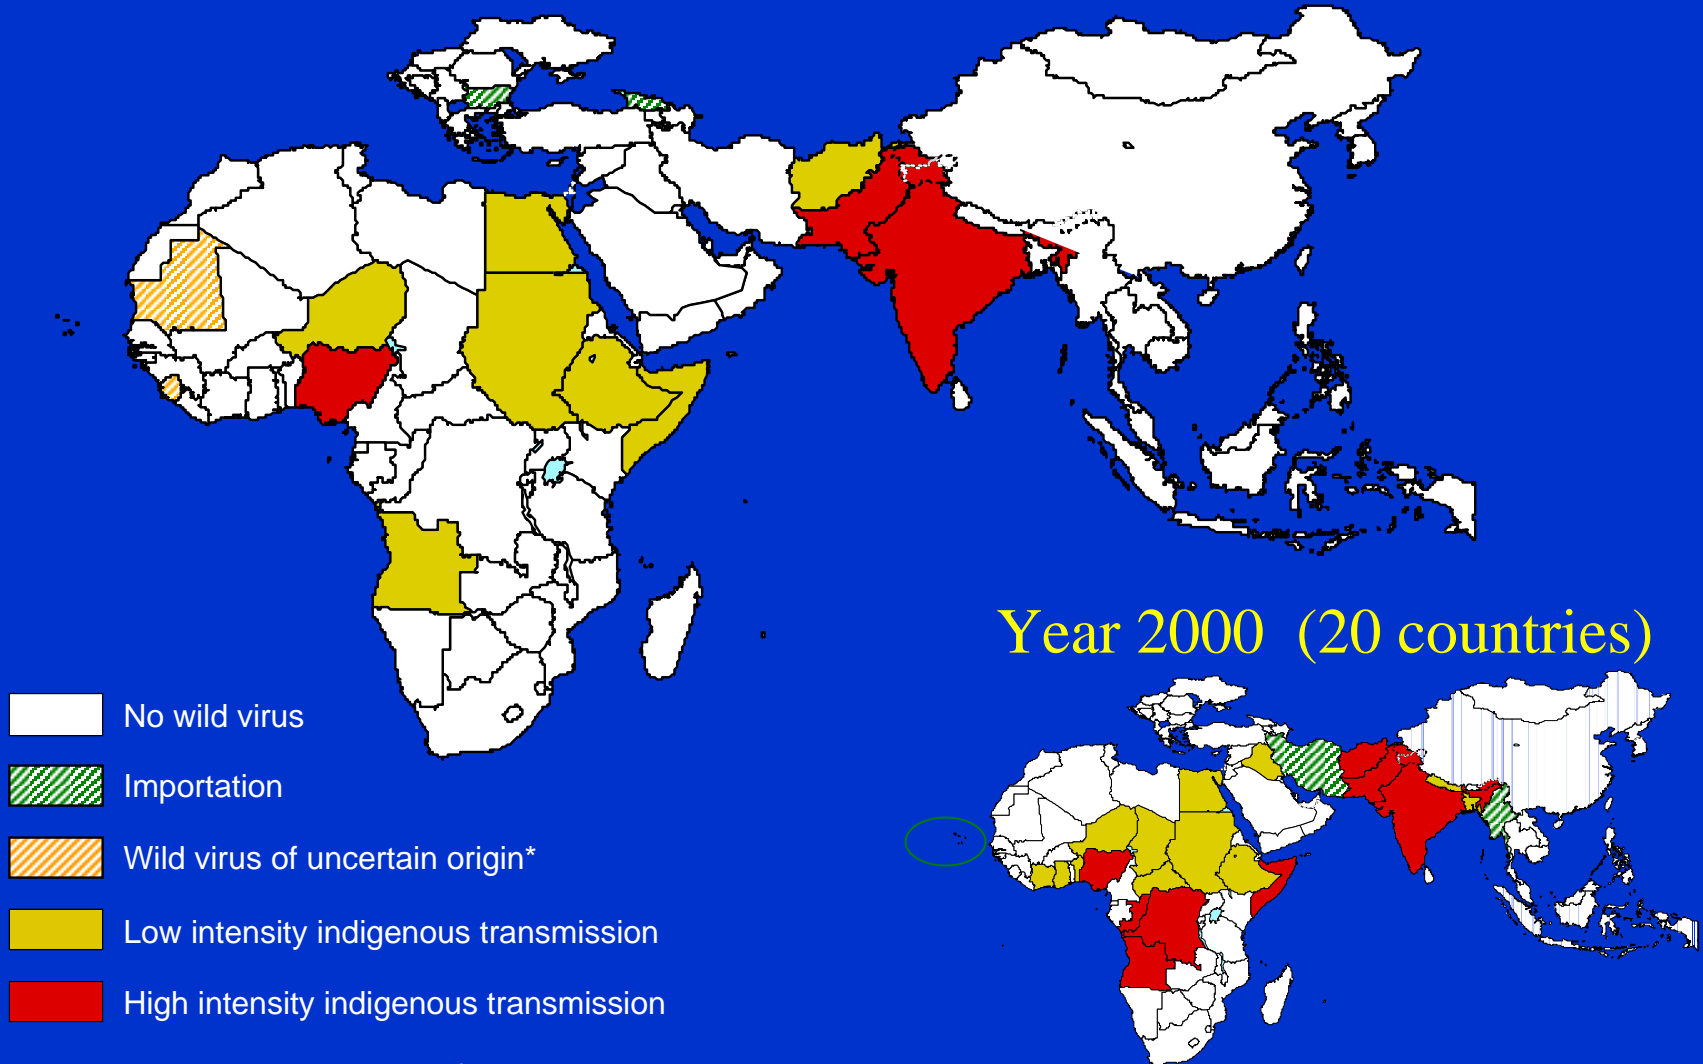 Year 2000 (20 countries)
No wild virus
Importation
Wild virus of uncertain origin*
Low intensity indigenous transmission
High intensity indigenous transmission